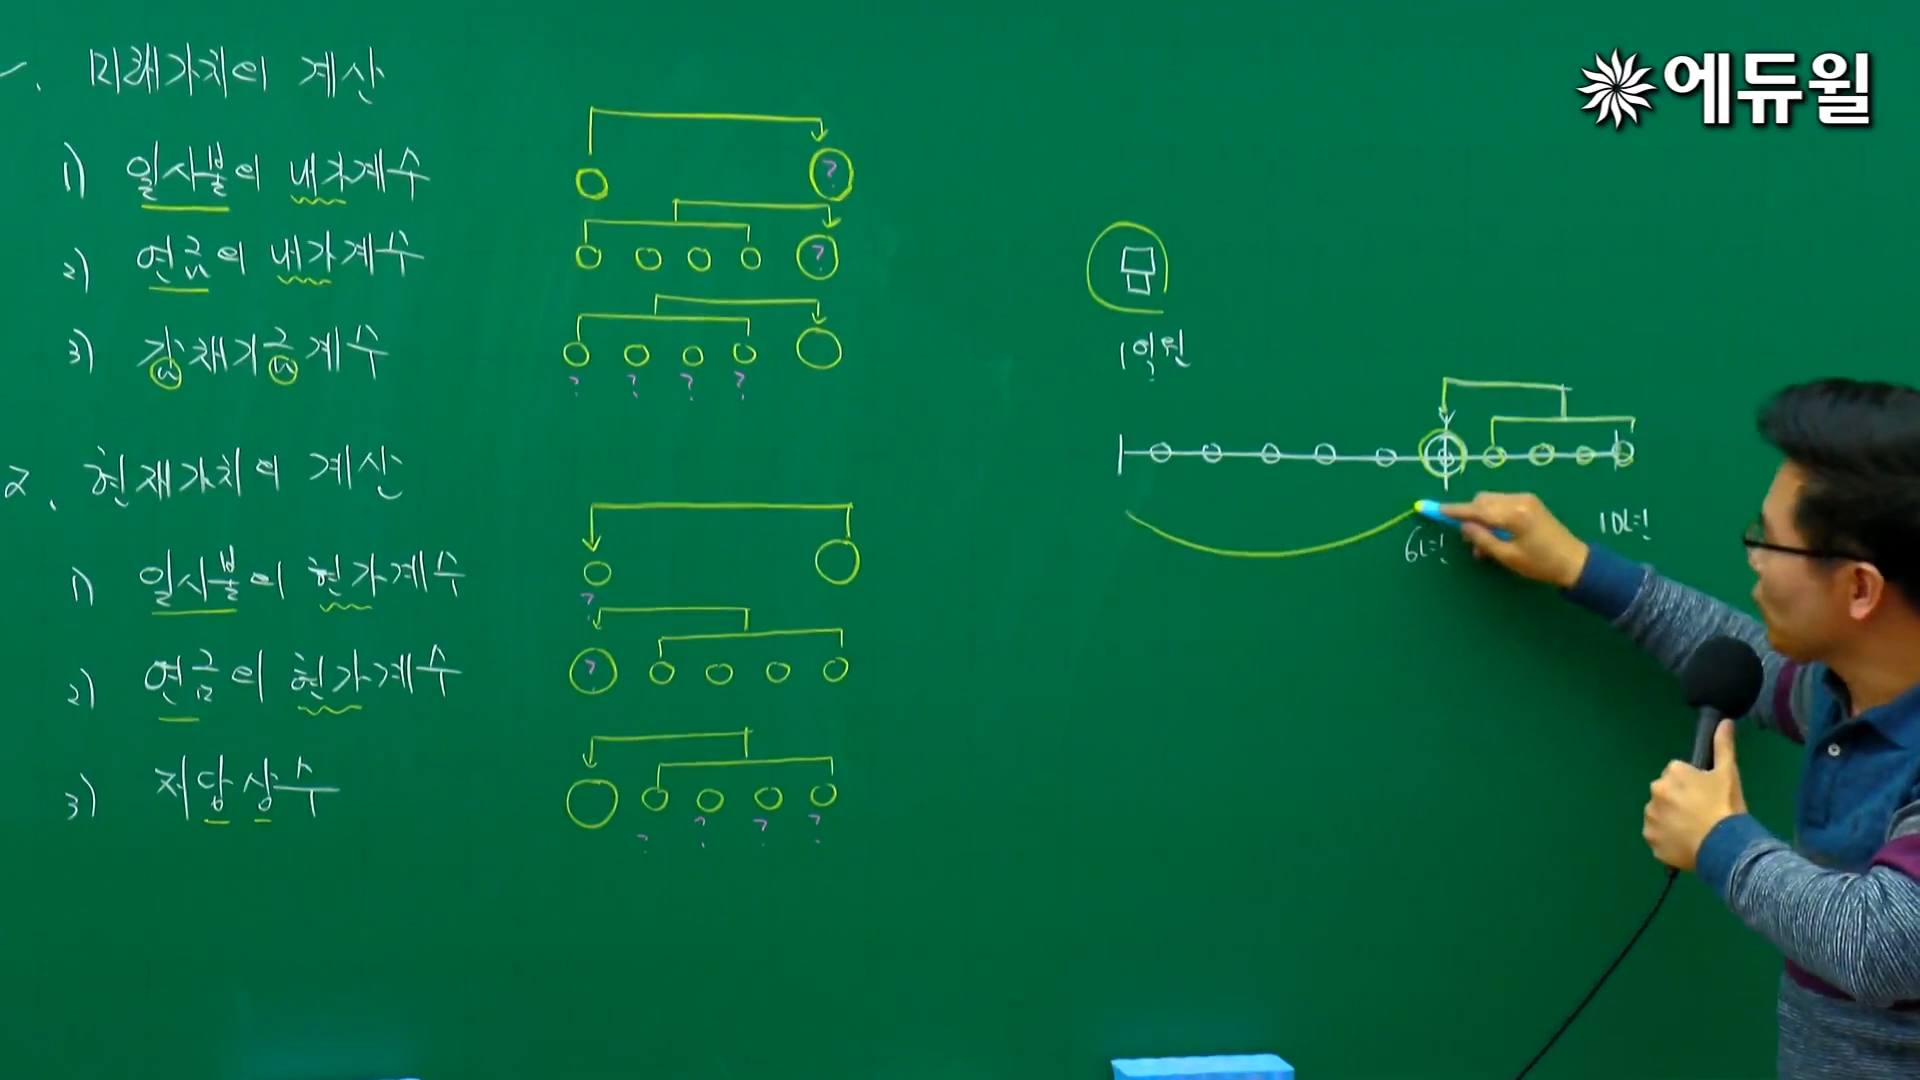 1. 미래가치의 계산
1) 일시불의 내가계수
2) 연금의 내가계수
3) 감채기금계수
2. 현재가치의 계산
1) 일시불의 현가계수
2) 연금의 현가계수
3) 저당상수
?
?
? ? ? ?
?
?
? ? ? ?
에듀윌
1억원
6년
10년